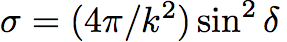 σ = (4π/k²) sin² δ